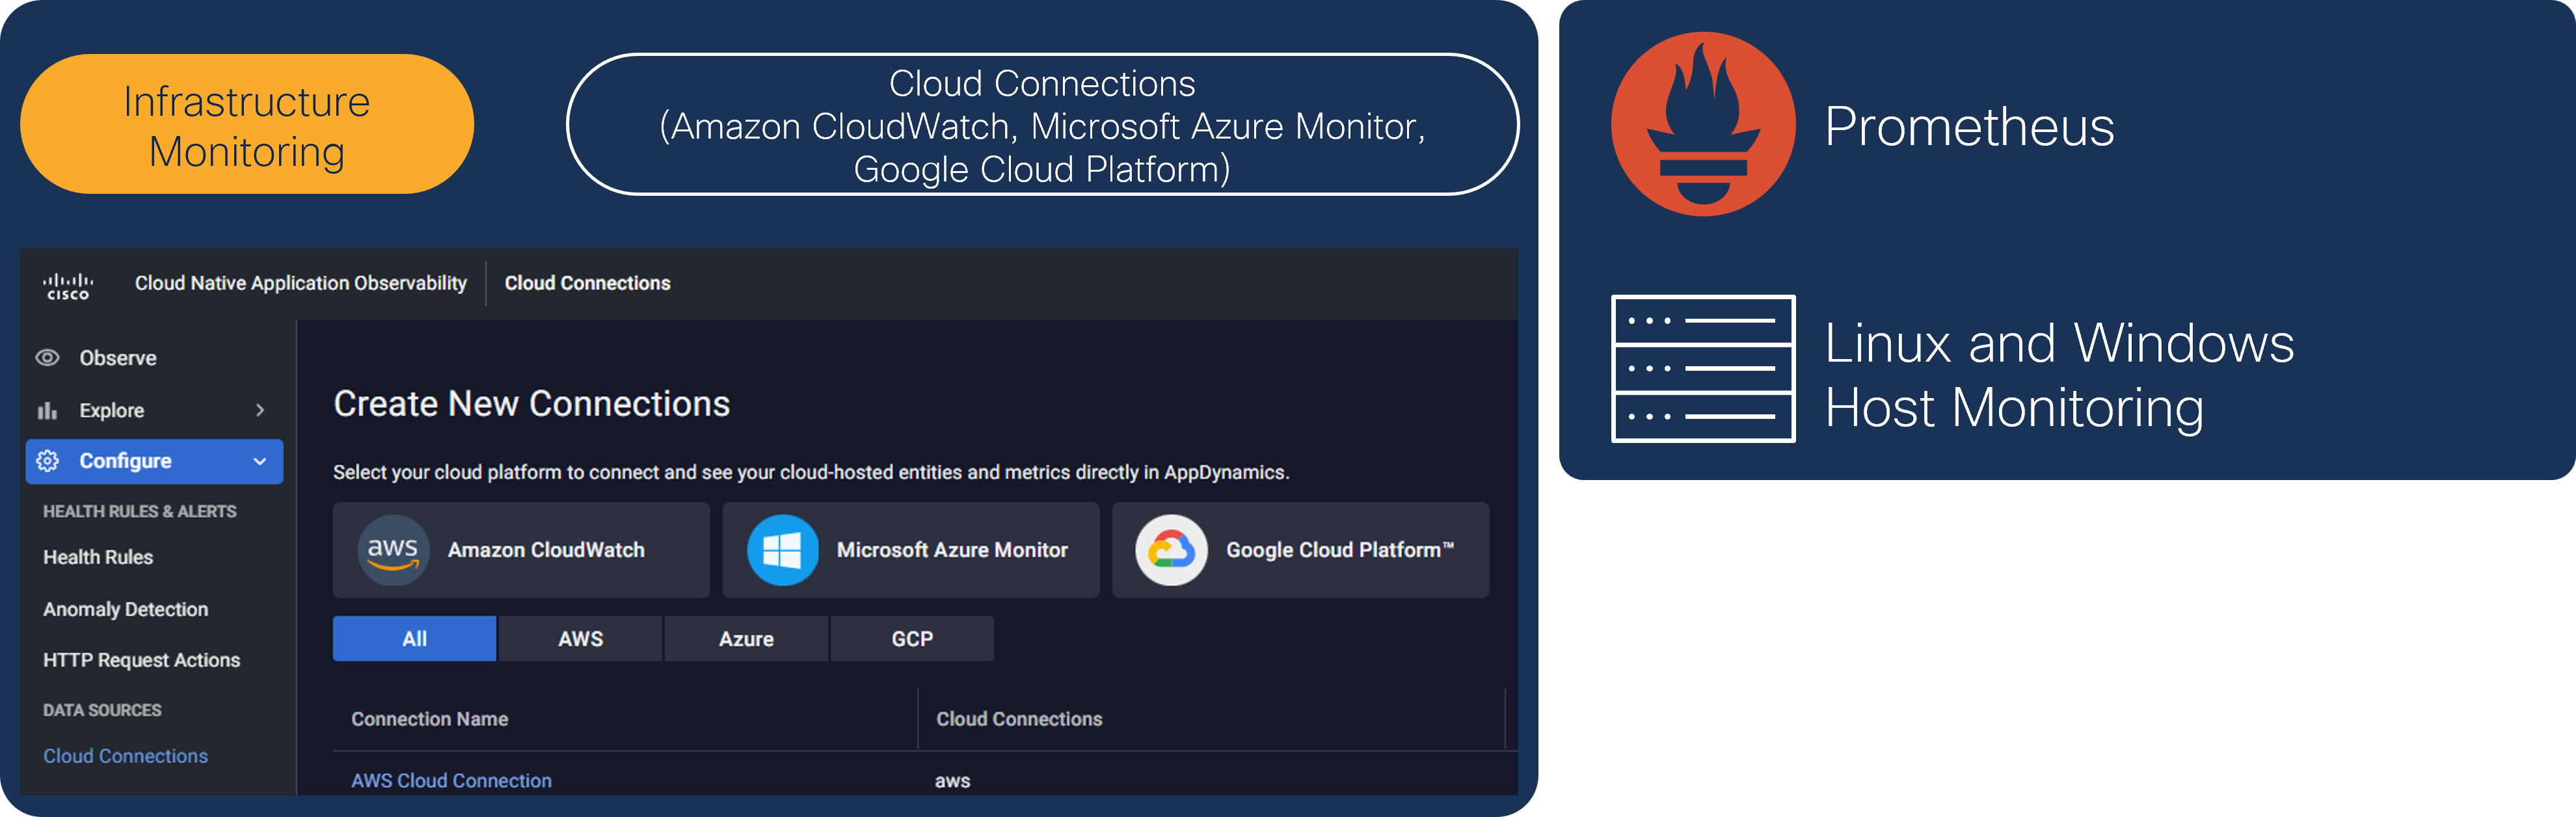 Infrastructure
Monitoring
Cloud Connections
(Amazon CloudWatch, Microsoft Azure Monitor,
Google Cloud Platform)
CISCO
Cloud Native Application Observability
Cloud Connections
Observe
Explore
Configure
HEALTH RULES & ALERTS
Health Rules
Anomaly Detection
HTTP Request Actions
DATA SOURCES
Cloud Connections
Create New Connections
Select your cloud platform to connect and see your cloud-hosted entities and metrics directly in AppDynamics.
aws
Amazon CloudWatch
Microsoft Azure Monitor
Google Cloud Platform™
All
AWS
Azure
GCP
Connection Name
Cloud Connections
AWS Cloud Connection
aws
Prometheus
Linux and Windows
Host Monitoring